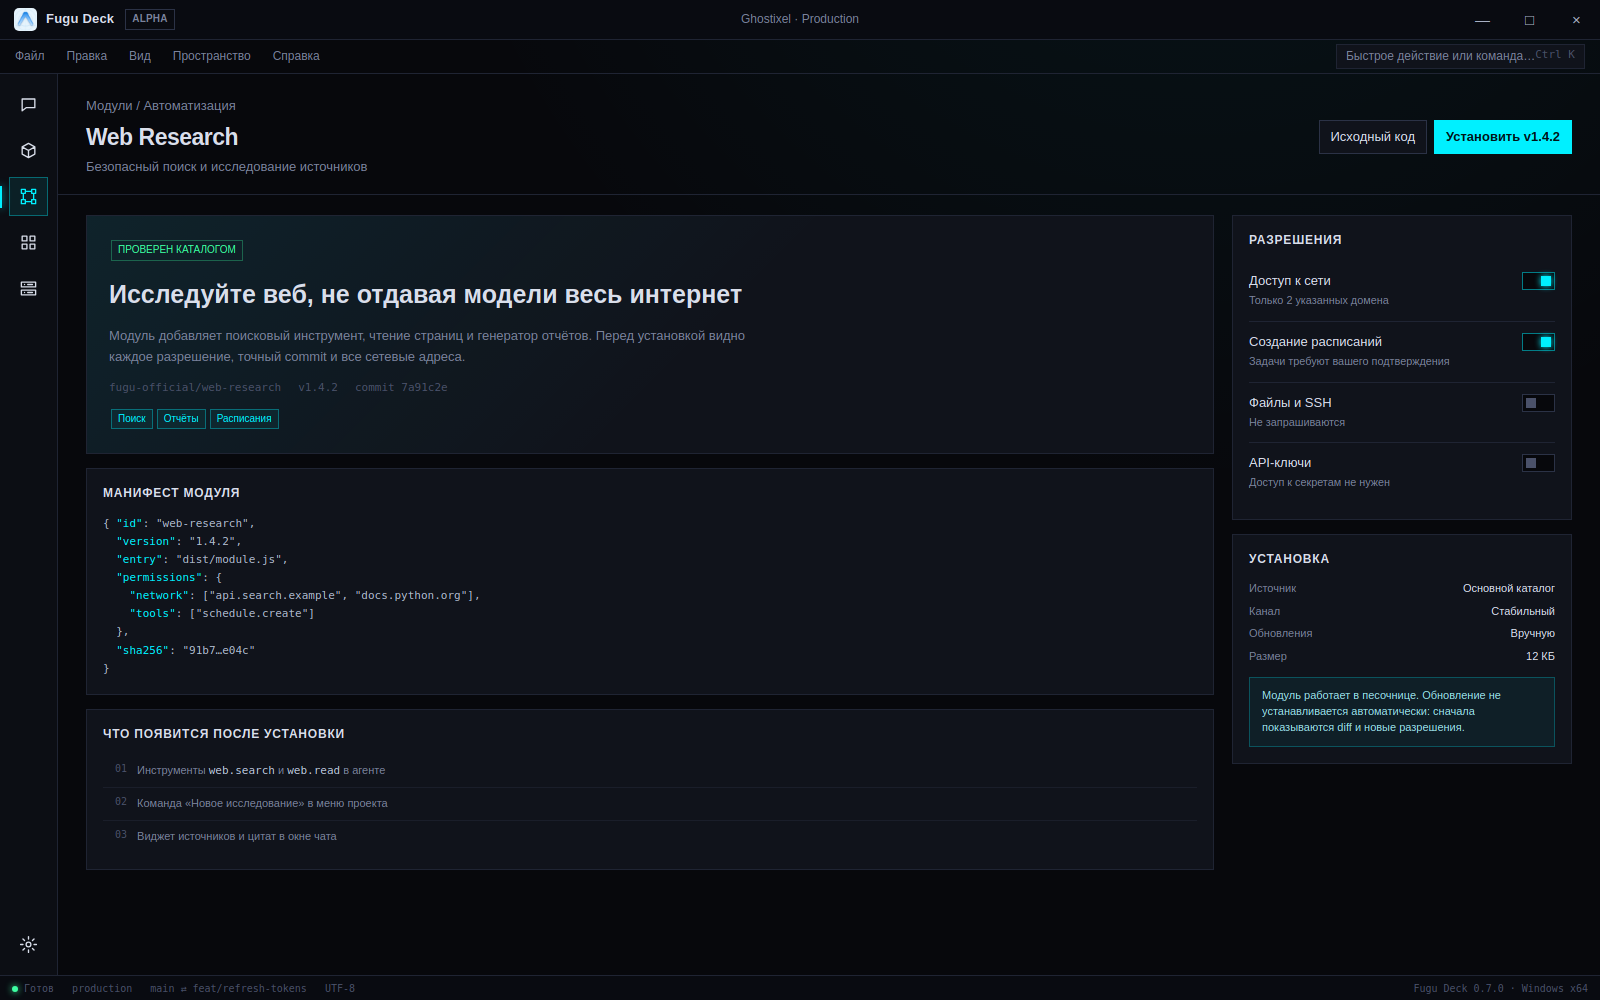 Fugu Deck ALPHA
Ghostixel · Production
Файл Правка Вид Пространство Справка
Быстрое действие или команда… Ctrl K
Модули / Автоматизация
Web Research
Безопасный поиск и исследование источников
Исходный код
Установить v1.4.2
ПРОВЕРЕН КАТАЛОГОМ
Исследуйте веб, не отдавая модели весь интернет
Модуль добавляет поисковый инструмент, чтение страниц и генератор отчётов. Перед установкой видно
каждое разрешение, точный commit и все сетевые адреса.
fugu-official/web-research v1.4.2 commit 7a91c2e
Поиск Отчёты Расписания
МАНИФЕСТ МОДУЛЯ
{ "id": "web-research",
"version": "1.4.2",
"entry": "dist/module.js",
"permissions": {
"network": ["api.search.example", "docs.python.org"],
"tools": ["schedule.create"]
},
"sha256": "91b7…e04c"
}
ЧТО ПОЯВИТСЯ ПОСЛЕ УСТАНОВКИ
01 Инструменты web.search и web.read в агенте
02 Команда «Новое исследование» в меню проекта
03 Виджет источников и цитат в окне чата
РАЗРЕШЕНИЯ
Доступ к сети
Только 2 указанных домена
Создание расписаний
Задачи требуют вашего подтверждения
Файлы и SSH
Не запрашиваются
API-ключи
Доступ к секретам не нужен
УСТАНОВКА
Источник Основной каталог
Канал Стабильный
Обновления Вручную
Размер 12 КБ
Модуль работает в песочнице. Обновление не
устанавливается автоматически: сначала
показываются diff и новые разрешения.
Готов production main ⇄ feat/refresh-tokens UTF-8
Fugu Deck 0.7.0 · Windows x64